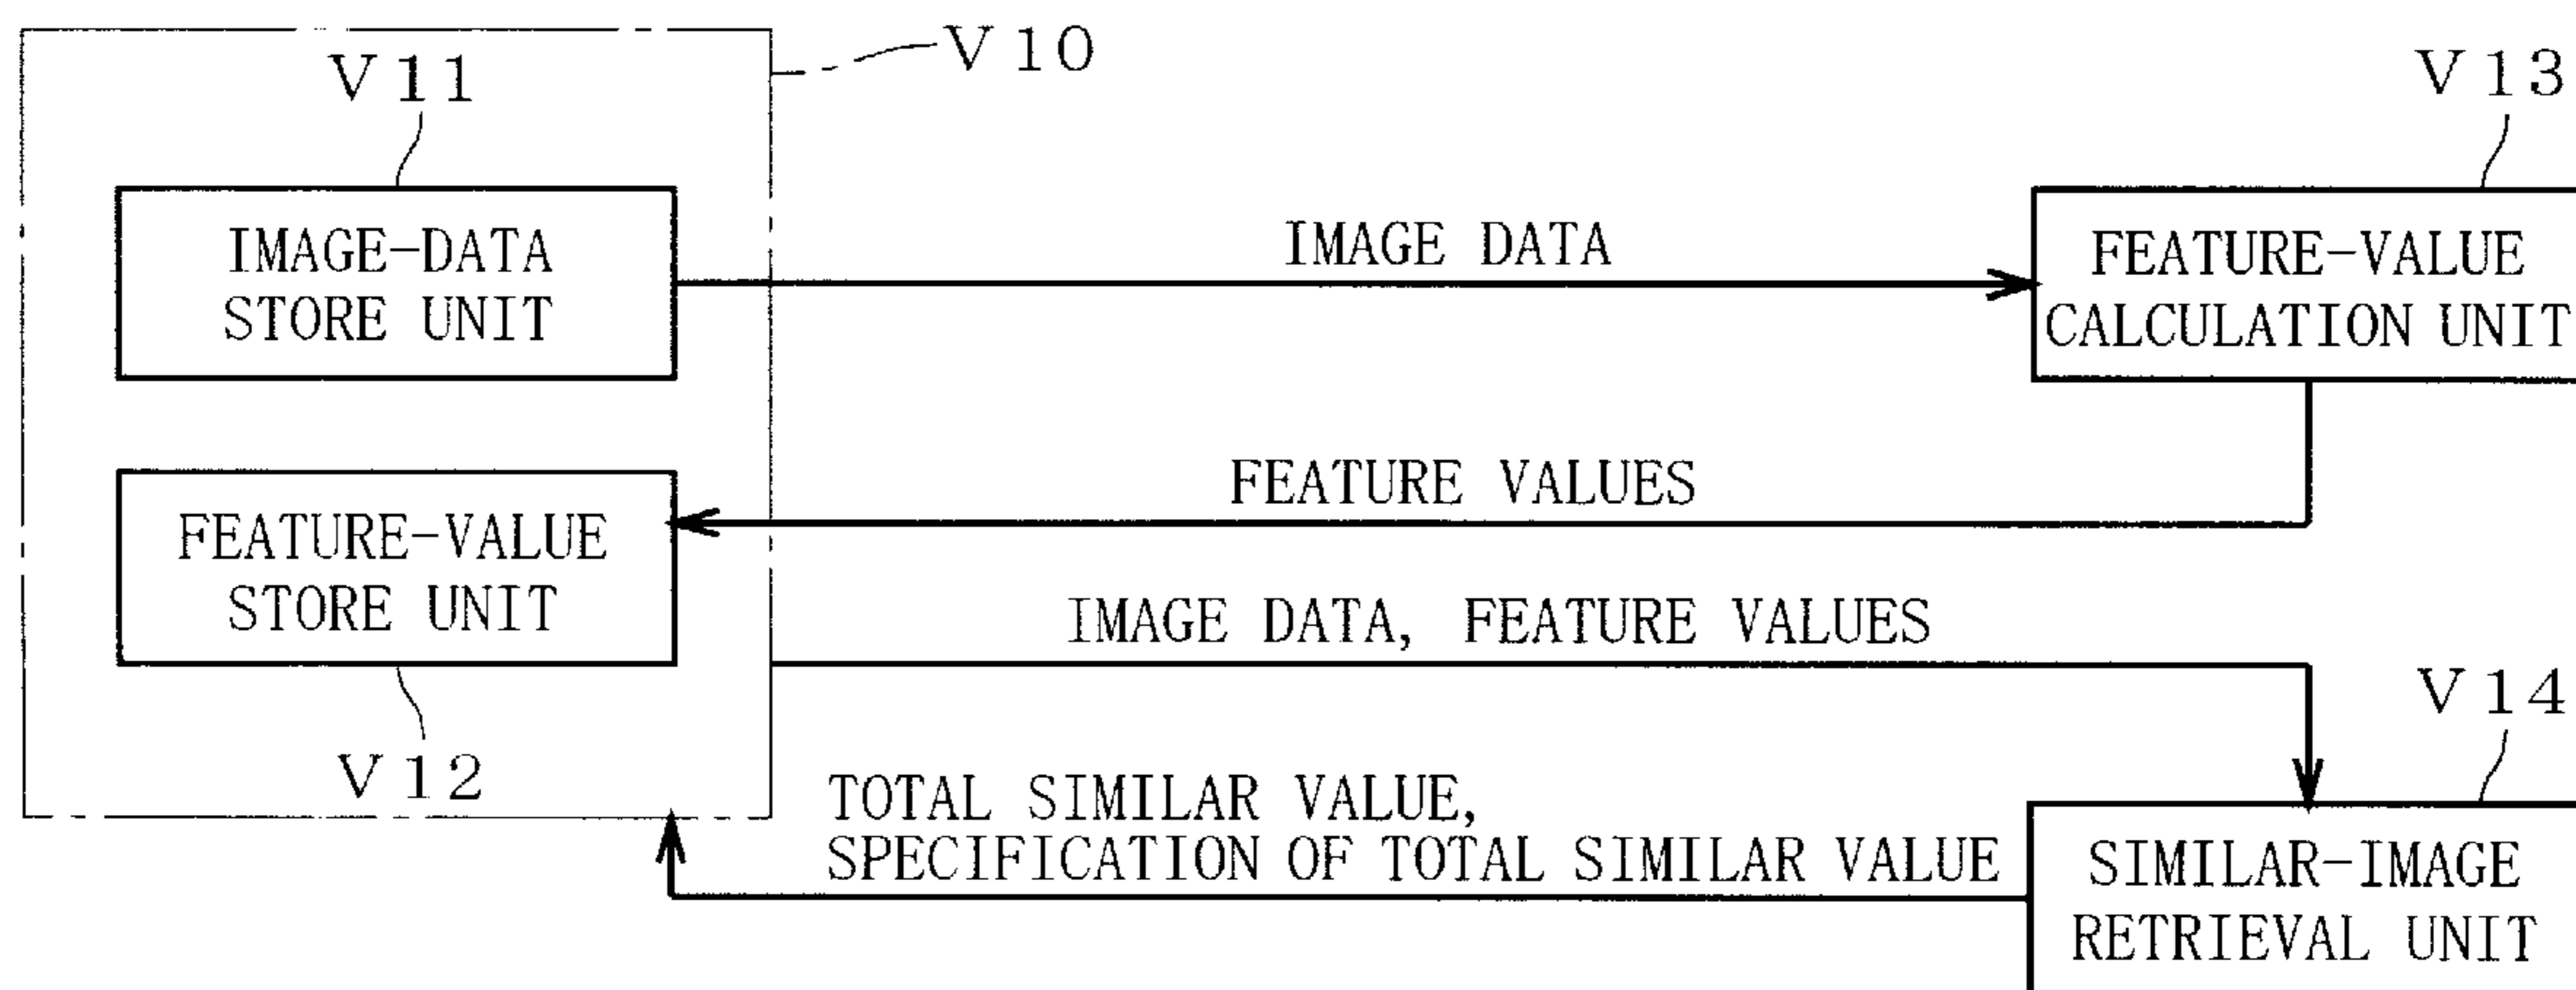 V10
V11
V13
IMAGE-DATA
STORE UNIT
IMAGE DATA
FEATURE-VALUE
CALCULATION UNIT
FEATURE VALUES
FEATURE-VALUE
STORE UNIT
IMAGE DATA, FEATURE VALUES
V12
V14
TOTAL SIMILAR VALUE,
SPECIFICATION OF TOTAL SIMILAR VALUE
SIMILAR-IMAGE
RETRIEVAL UNIT